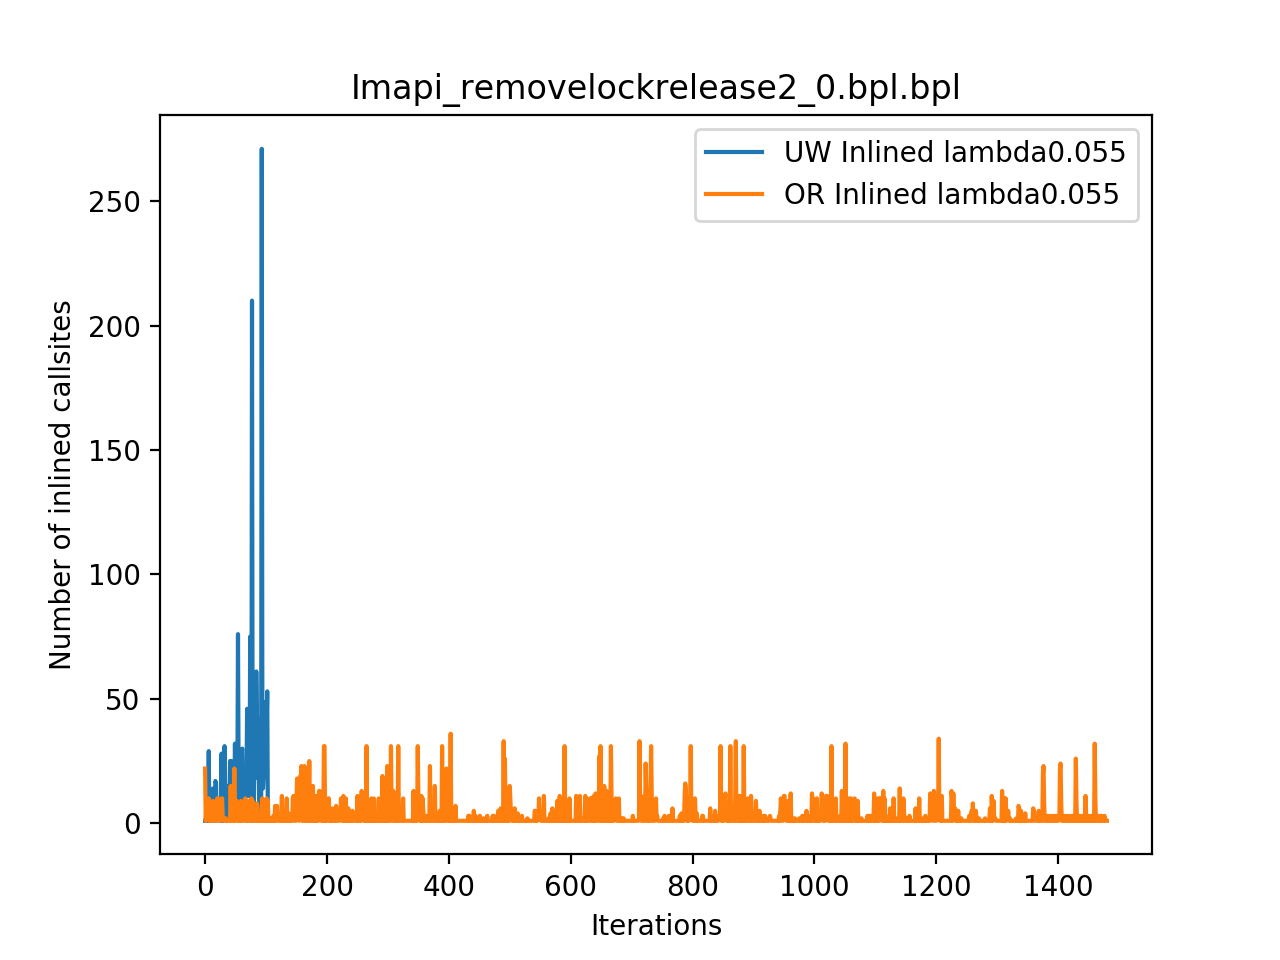 Imapi_removelockrelease2_0.bpl.bpl
UW Inlined lambda0.055
OR Inlined lambda0.055
Number of inlined callsites
250
200
150
100
50
0
0 200 400 600 800 1000 1200 1400
Iterations